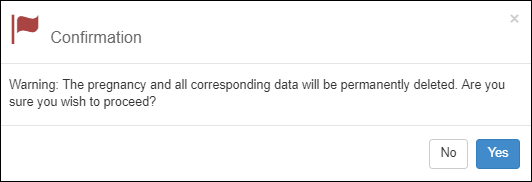 Confirmation ×
Warning: The pregnancy and all corresponding data will be permanently deleted. Are you
sure you wish to proceed?
No Yes